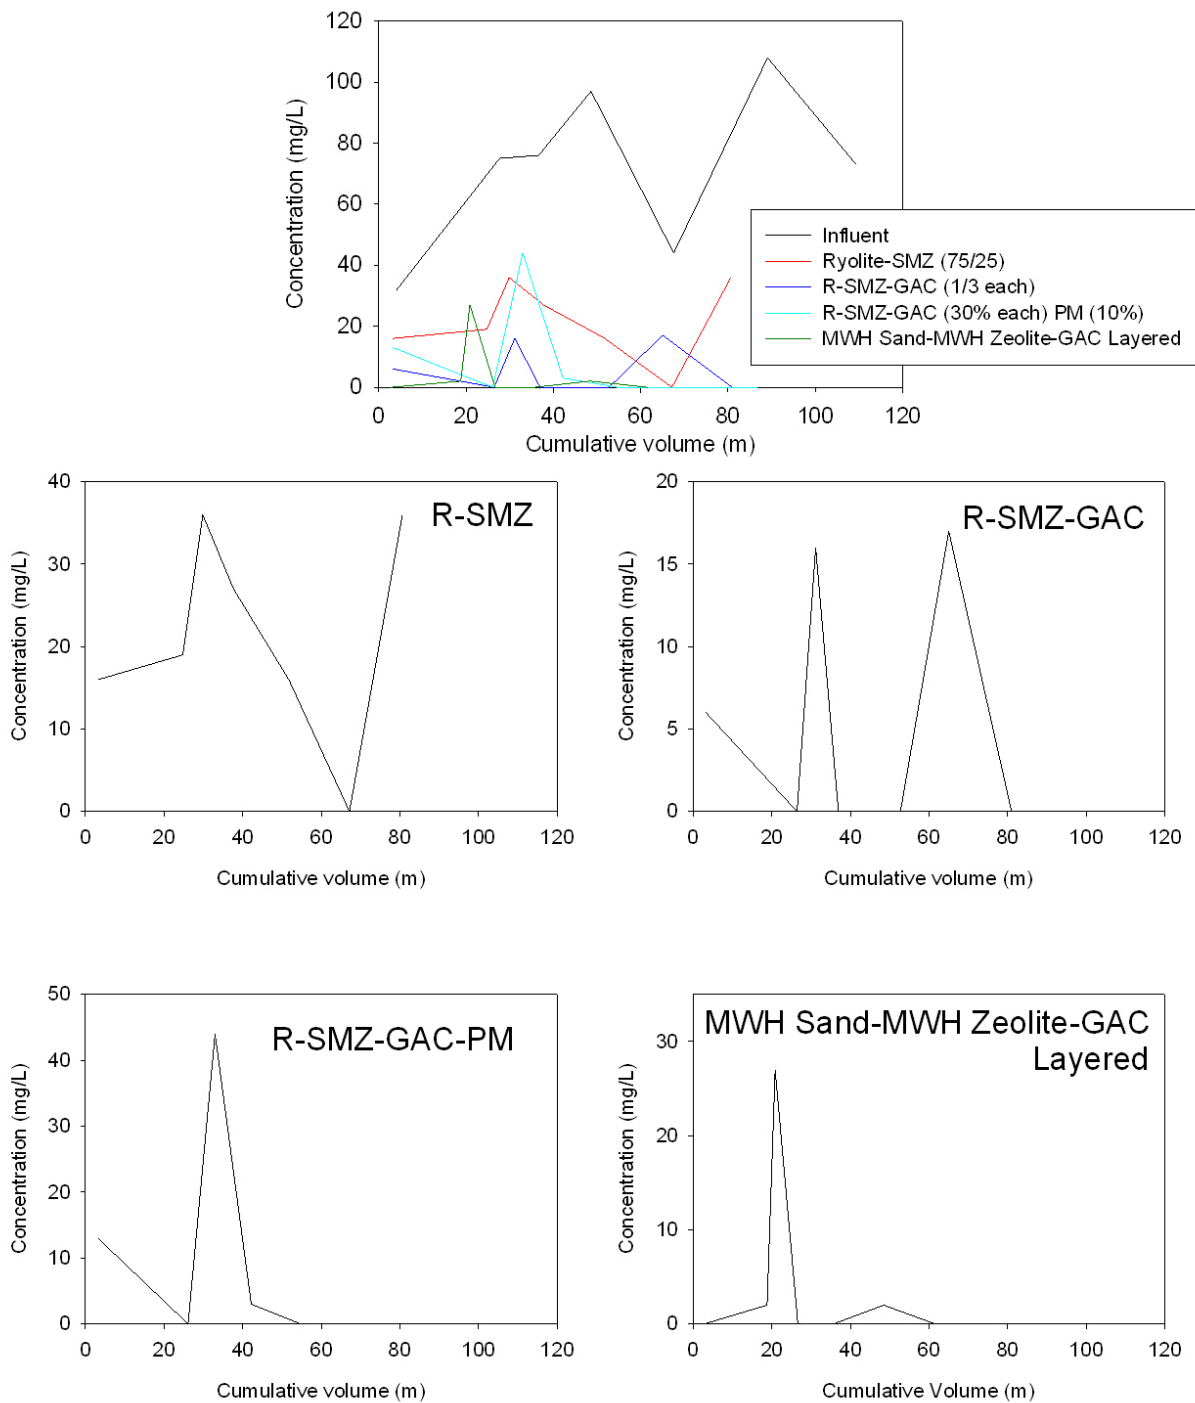 120
100
80
60
40
20
0
Concentration (mg/L)
0 20 40 60 80 100 120
Cumulative volume (m)
Influent
Ryolite-SMZ (75/25)
R-SMZ-GAC (1/3 each)
R-SMZ-GAC (30% each) PM (10%)
MWH Sand-MWH Zeolite-GAC Layered
R-SMZ
40
30
20
10
0
Concentration (mg/L)
0 20 40 60 80 100 120
Cumulative volume (m)
R-SMZ-GAC
20
15
10
5
0
Concentration (mg/L)
0 20 40 60 80 100 120
Cumulative volume (m)
R-SMZ-GAC-PM
50
40
30
20
10
0
Concentration (mg/L)
0 20 40 60 80 100 120
Cumulative volume (m)
MWH Sand-MWH Zeolite-GAC
Layered
30
20
10
0
Concentration (mg/L)
0 20 40 60 80 100 120
Cumulative Volume (m)